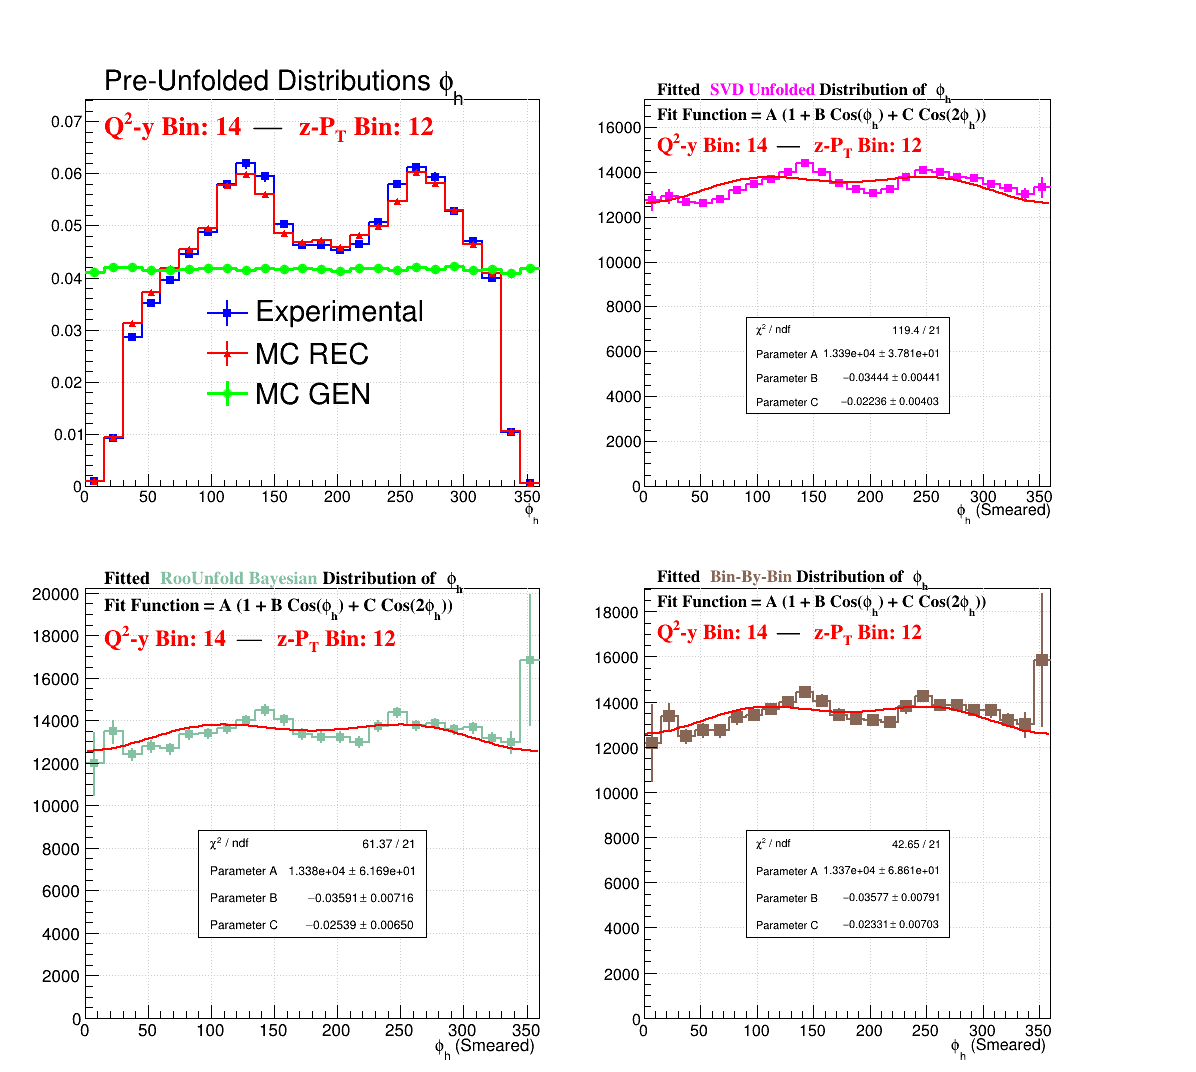 Pre-Unfolded Distributions ϕh
Q²-y Bin: 14 — z-PT Bin: 12
0.07
0.06
0.05
0.04
0.03
0.02
0.01
0
Experimental
MC REC
MC GEN
0 50 100 150 200 250 300 350
ϕh
Fitted SVD Unfolded Distribution of ϕh
Fit Function = A (1 + B Cos(ϕh) + C Cos(2ϕh))
Q²-y Bin: 14 — z-PT Bin: 12
16000
14000
12000
10000
8000
6000
4000
2000
0
χ² / ndf 119.4 / 21
Parameter A 1.339e+04 ± 3.781e+01
Parameter B −0.03444 ± 0.00441
Parameter C −0.02236 ± 0.00403
0 50 100 150 200 250 300 350
ϕh (Smeared)
Fitted RooUnfold Bayesian Distribution of ϕh
Fit Function = A (1 + B Cos(ϕh) + C Cos(2ϕh))
Q²-y Bin: 14 — z-PT Bin: 12
20000
18000
16000
14000
12000
10000
8000
6000
4000
2000
0
χ² / ndf 61.37 / 21
Parameter A 1.338e+04 ± 6.169e+01
Parameter B −0.03591 ± 0.00716
Parameter C −0.02539 ± 0.00650
0 50 100 150 200 250 300 350
ϕh (Smeared)
Fitted Bin-By-Bin Distribution of ϕh
Fit Function = A (1 + B Cos(ϕh) + C Cos(2ϕh))
Q²-y Bin: 14 — z-PT Bin: 12
18000
16000
14000
12000
10000
8000
6000
4000
2000
0
χ² / ndf 42.65 / 21
Parameter A 1.337e+04 ± 6.861e+01
Parameter B −0.03577 ± 0.00791
Parameter C −0.02331 ± 0.00703
0 50 100 150 200 250 300 350
ϕh (Smeared)